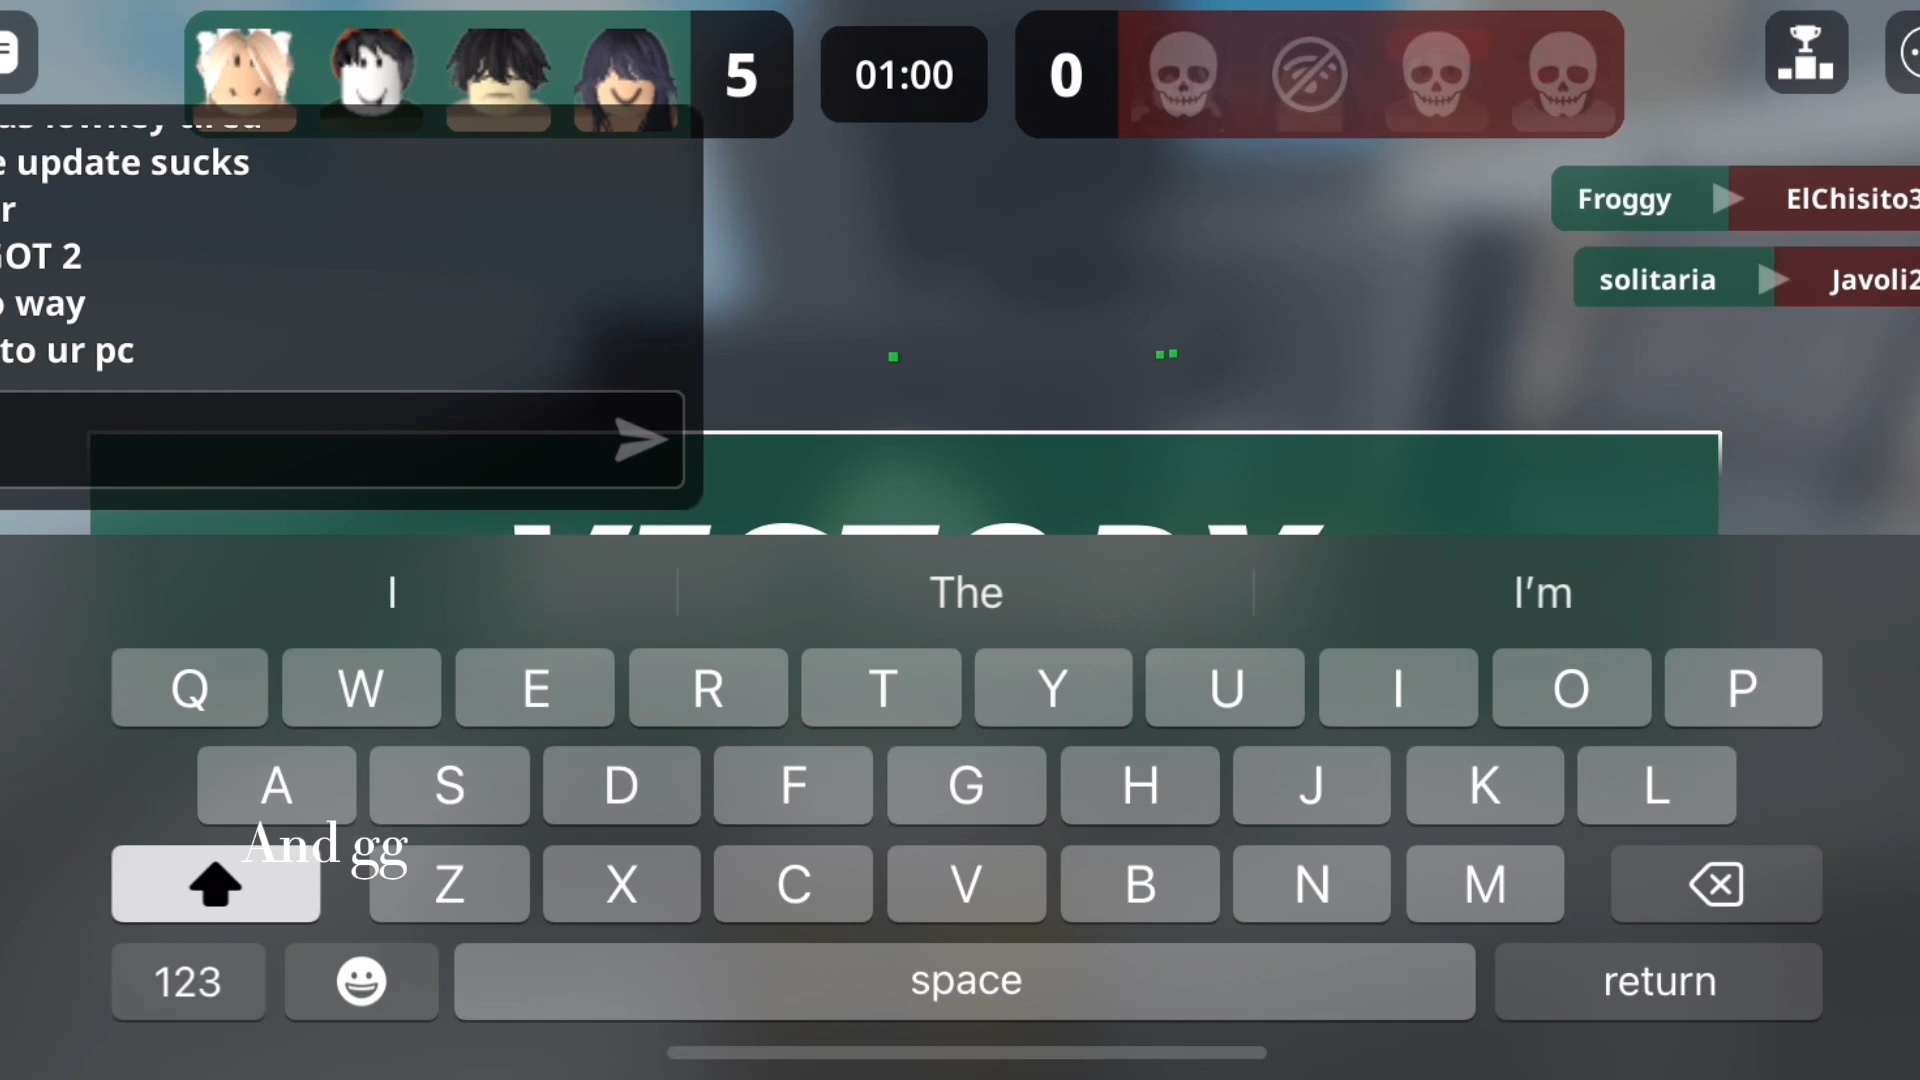 5
01:00
0
update sucks
Froggy
ElChisito3
OT 2
solitaria
Javoli2
way
to ur pc
VICTORY
I
The
I'm
Q W E R T Y U I O P
A S D F G H J K L
And gg
Z X C V B N M
123
space
return